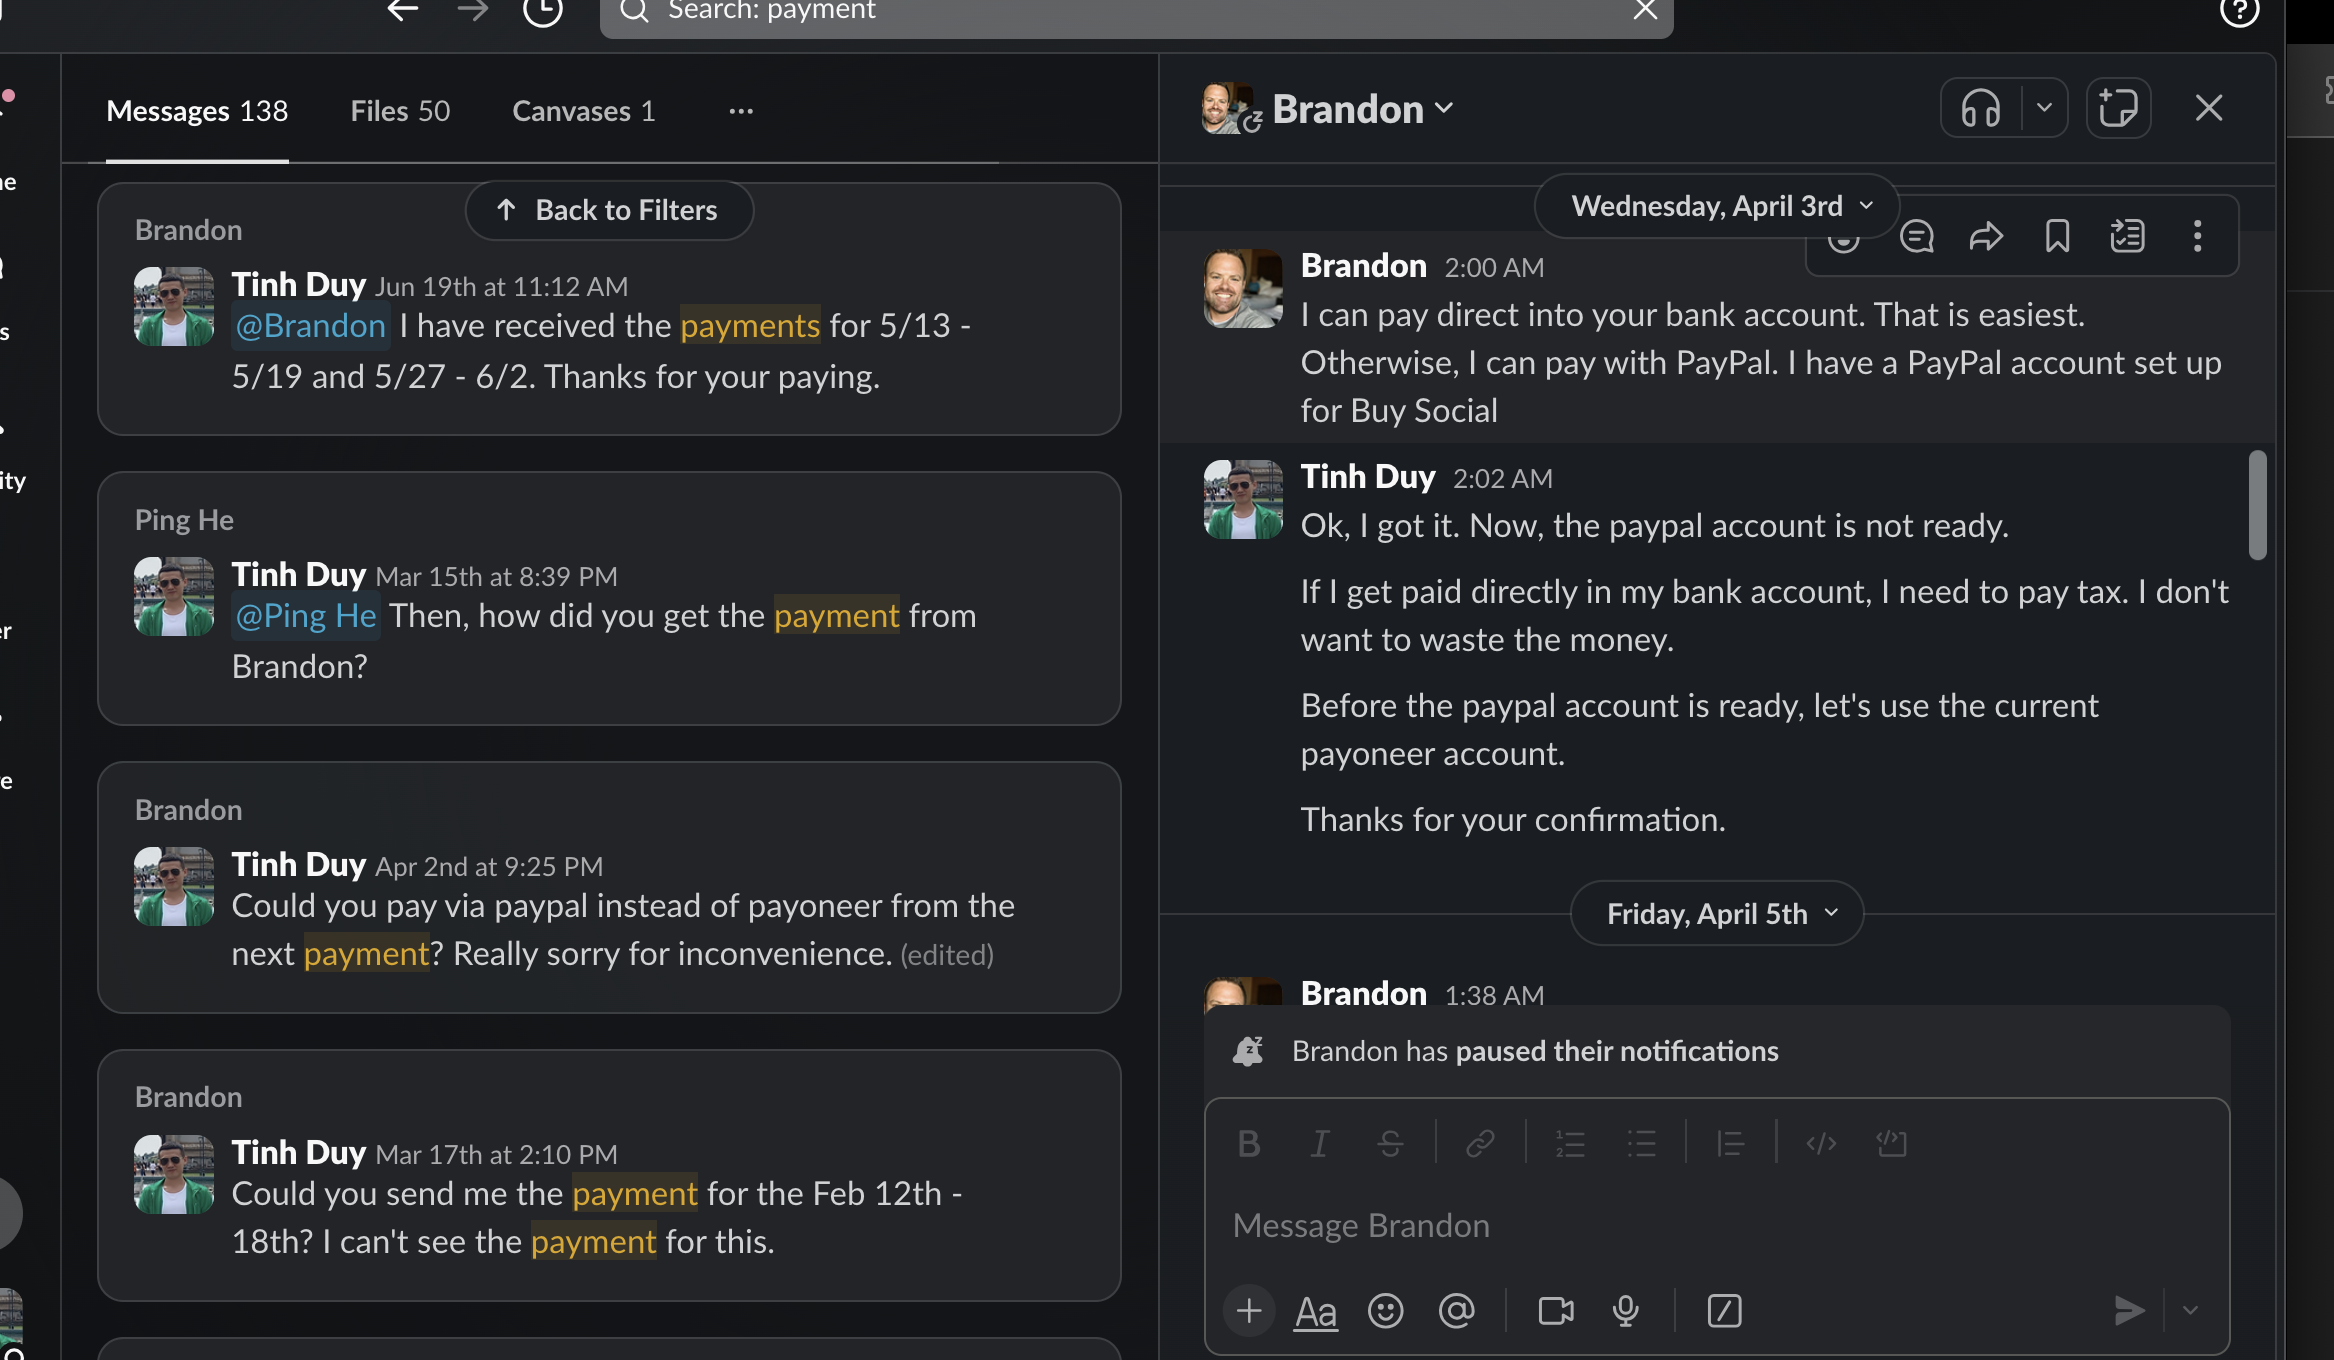 Search: payment
Messages 138
Files 50
Canvases 1
Back to Filters
Brandon
Tinh Duy Jun 19th at 11:12 AM
@Brandon I have received the payments for 5/13 -
5/19 and 5/27 - 6/2. Thanks for your paying.
Ping He
Tinh Duy Mar 15th at 8:39 PM
@Ping He Then, how did you get the payment from
Brandon?
Brandon
Tinh Duy Apr 2nd at 9:25 PM
Could you pay via paypal instead of payoneer from the
next payment? Really sorry for inconvenience. (edited)
Brandon
Tinh Duy Mar 17th at 2:10 PM
Could you send me the payment for the Feb 12th -
18th? I can't see the payment for this.
Brandon
Wednesday, April 3rd
Brandon 2:00 AM
I can pay direct into your bank account. That is easiest.
Otherwise, I can pay with PayPal. I have a PayPal account set up
for Buy Social
Tinh Duy 2:02 AM
Ok, I got it. Now, the paypal account is not ready.
If I get paid directly in my bank account, I need to pay tax. I don't
want to waste the money.
Before the paypal account is ready, let's use the current
payoneer account.
Thanks for your confirmation.
Friday, April 5th
Brandon 1:38 AM
Brandon has paused their notifications
Message Brandon
Aa